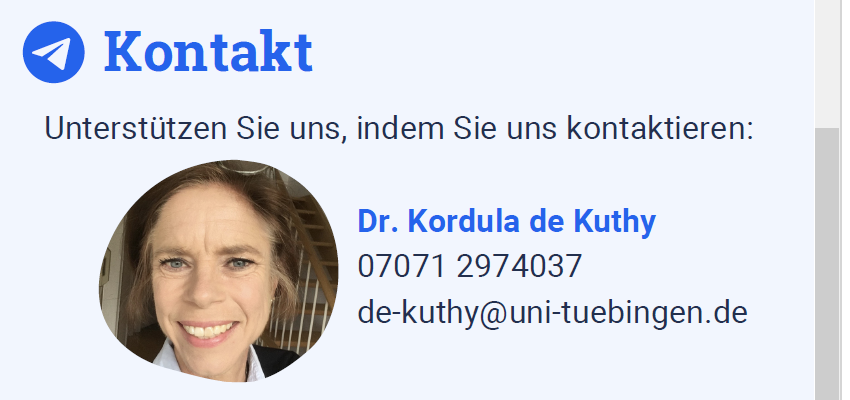 Kontakt
Unterstützen Sie uns, indem Sie uns kontaktieren:
Dr. Kordula de Kuthy
07071 2974037
de-kuthy@uni-tuebingen.de